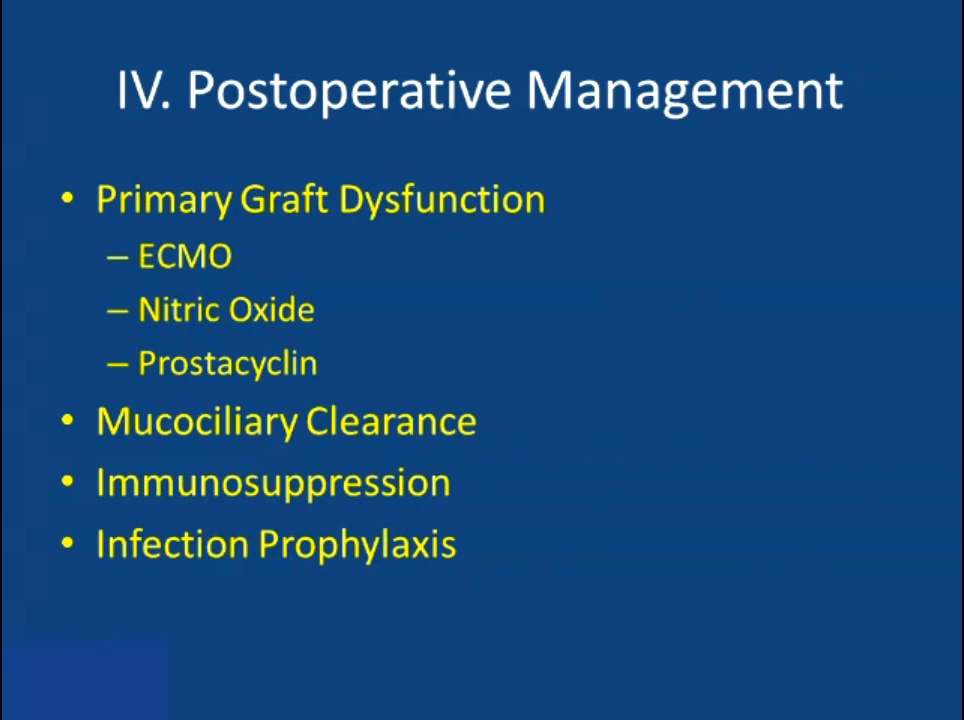 IV. Postoperative Management
• Primary Graft Dysfunction
– ECMO
– Nitric Oxide
– Prostacyclin
• Mucociliary Clearance
• Immunosuppression
• Infection Prophylaxis